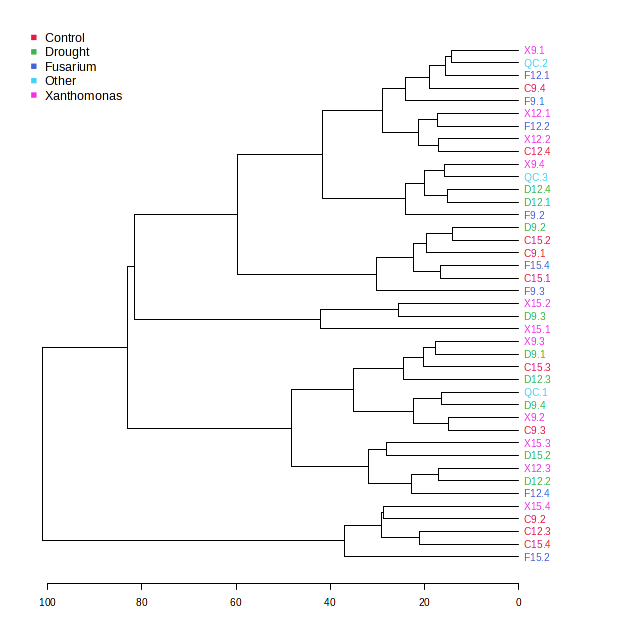 Control
Drought
Fusarium
Other
Xanthomonas
X9.1
QC.2
F12.1
C9.4
F9.1
X12.1
F12.2
X12.2
C12.4
X9.4
QC.3
D12.4
D12.1
F9.2
D9.2
C15.2
C9.1
F15.4
C15.1
F9.3
X15.2
D9.3
X15.1
X9.3
D9.1
C15.3
D12.3
QC.1
D9.4
X9.2
C9.3
X15.3
D15.2
X12.3
D12.2
F12.4
X15.4
C9.2
C12.3
C15.4
F15.2
100 80 60 40 20 0